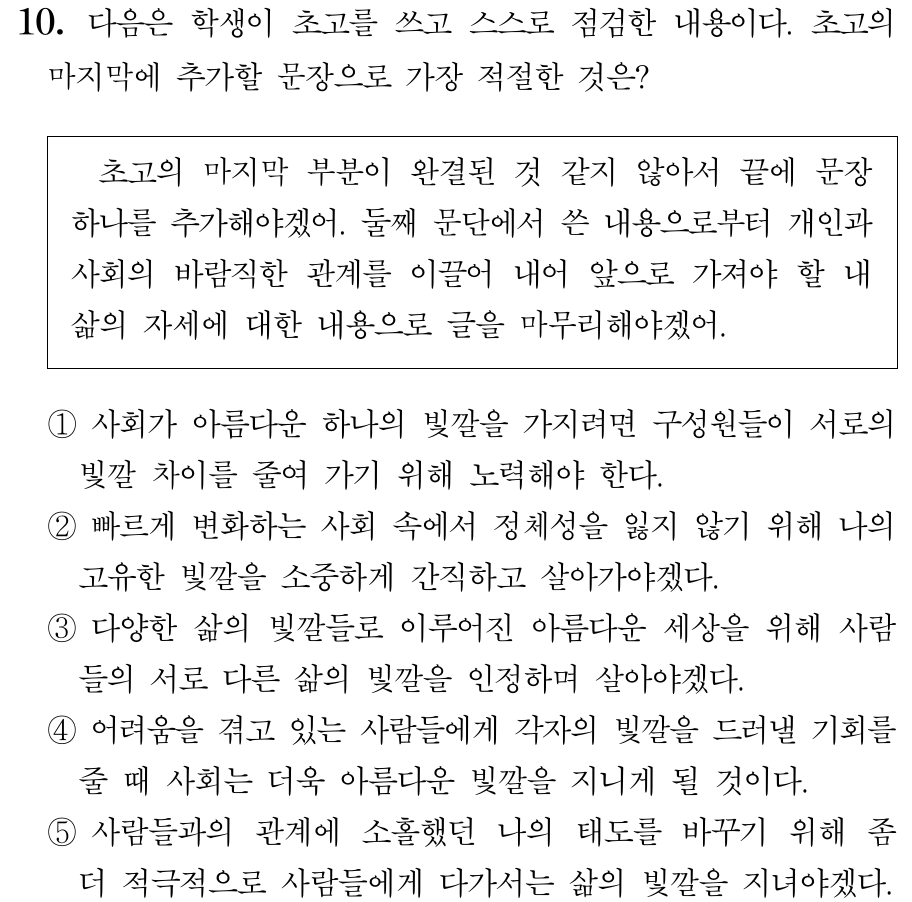 10. 다음은 학생이 초고를 쓰고 스스로 점검한 내용이다. 초고의
마지막에 추가할 문장으로 가장 적절한 것은?
초고의 마지막 부분이 완결된 것 같지 않아서 끝에 문장
하나를 추가해야겠어. 둘째 문단에서 쓴 내용으로부터 개인과
사회의 바람직한 관계를 이끌어 내어 앞으로 가져야 할 내
삶의 자세에 대한 내용으로 글을 마무리해야겠어.
① 사회가 아름다운 하나의 빛깔을 가지려면 구성원들이 서로의
빛깔 차이를 줄여 가기 위해 노력해야 한다.
② 빠르게 변화하는 사회 속에서 정체성을 잃지 않기 위해 나의
고유한 빛깔을 소중하게 간직하고 살아가야겠다.
③ 다양한 삶의 빛깔들로 이루어진 아름다운 세상을 위해 사람
들의 서로 다른 삶의 빛깔을 인정하며 살아야겠다.
④ 어려움을 겪고 있는 사람들에게 각자의 빛깔을 드러낼 기회를
줄 때 사회는 더욱 아름다운 빛깔을 지니게 될 것이다.
⑤ 사람들과의 관계에 소홀했던 나의 태도를 바꾸기 위해 좀
더 적극적으로 사람들에게 다가서는 삶의 빛깔을 지녀야겠다.